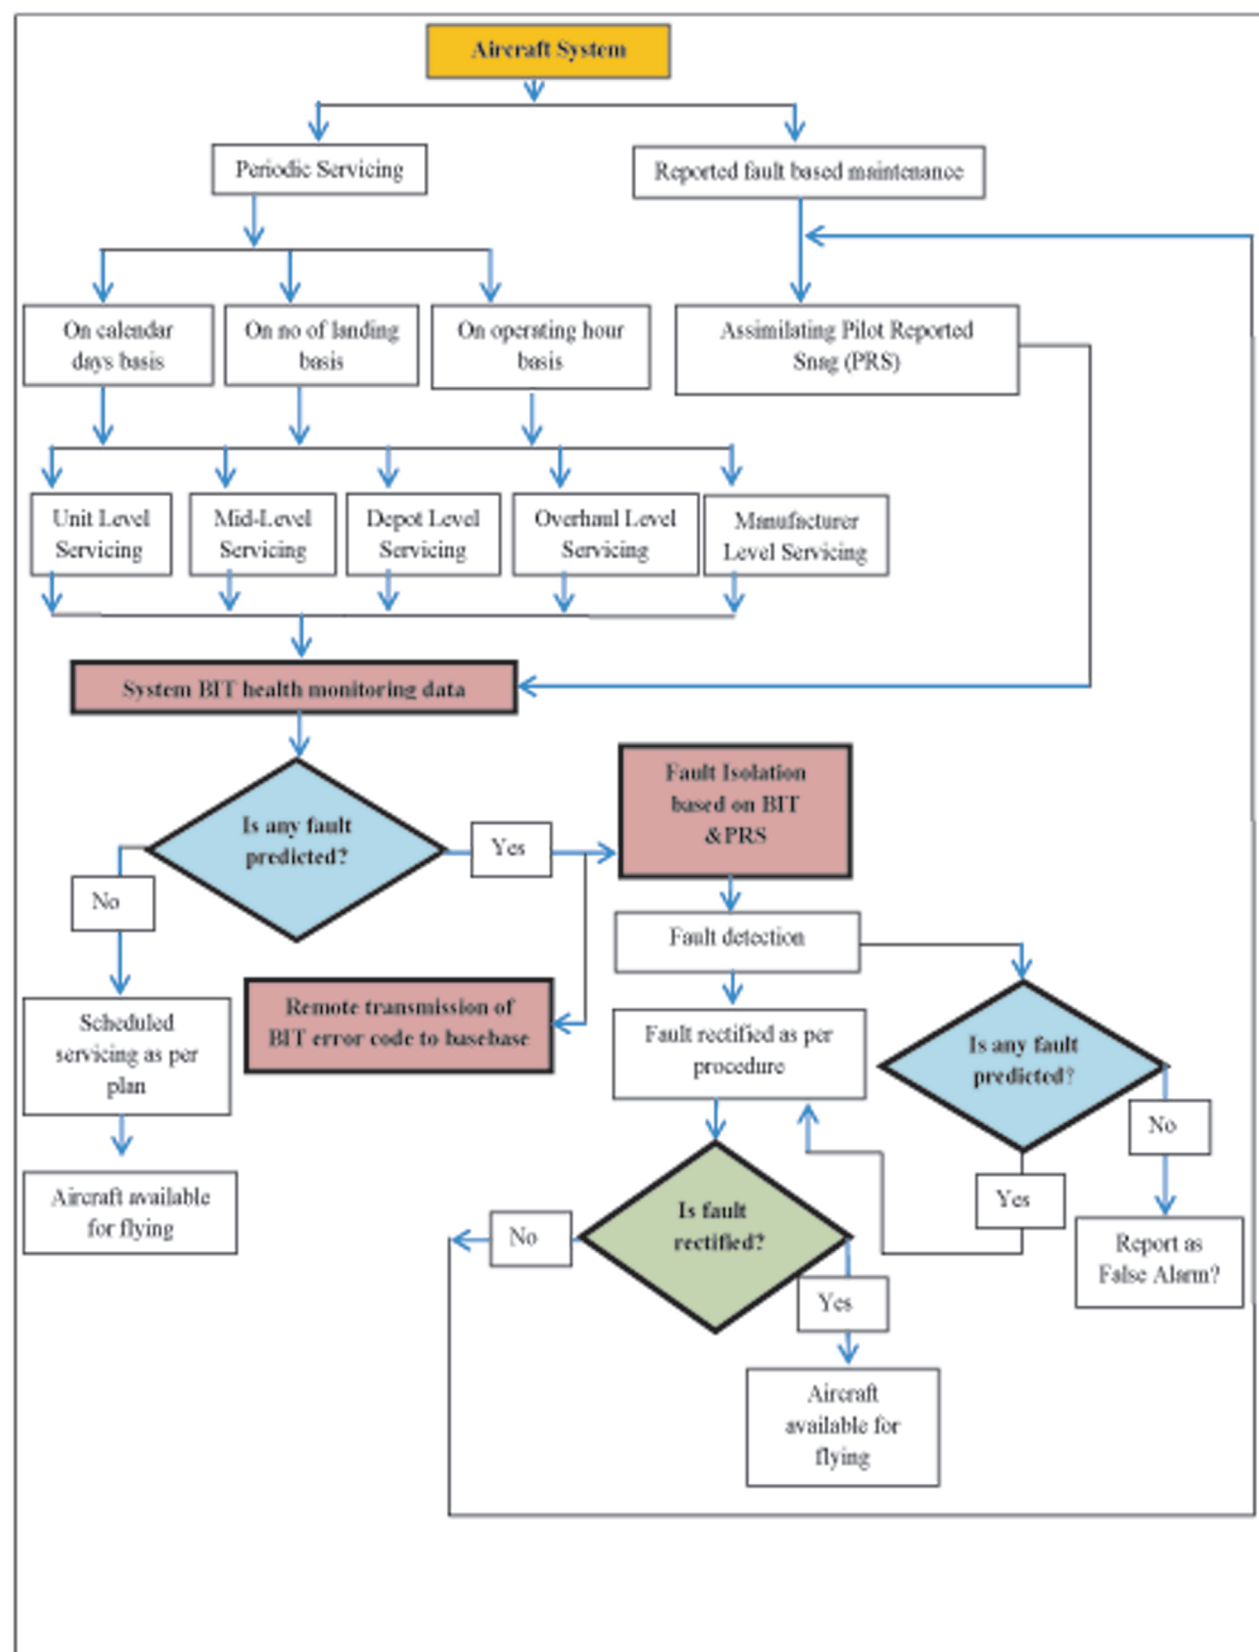 Aircraft System
Periodic Servicing
Reported fault based maintenance
On calendar
days basis
On no of landing
basis
On operating hour
basis
Assimilating Pilot Reported
Snag (PRS)
Unit Level
Servicing
Mid-Level
Servicing
Depot Level
Servicing
Overhaul Level
Servicing
Manufacturer
Level Servicing
System BIT health monitoring data
Is any fault
predicted?
Yes
No
Fault Isolation
based on BIT
&PRS
Fault detection
Remote transmission of
BIT error code to basebase
Scheduled
servicing as per
plan
Fault rectified as per
procedure
Is any fault
predicted?
No
Yes
Aircraft available
for flying
Is fault
rectified?
No
Yes
Report as
False Alarm?
Aircraft
available for
flying